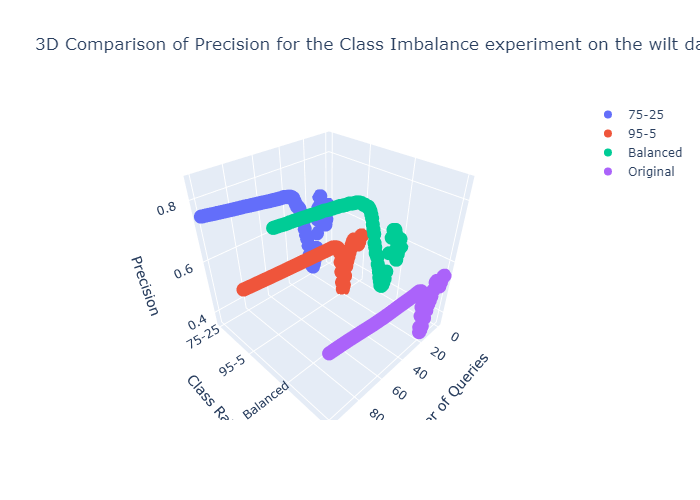 3D Comparison of Precision for the Class Imbalance experiment on the wilt
75-25
95-5
Balanced
Original
0.8
0.6
0.4
Precision
75-25
95-5
Balanced
Class
0
20
40
60
80
of Queries